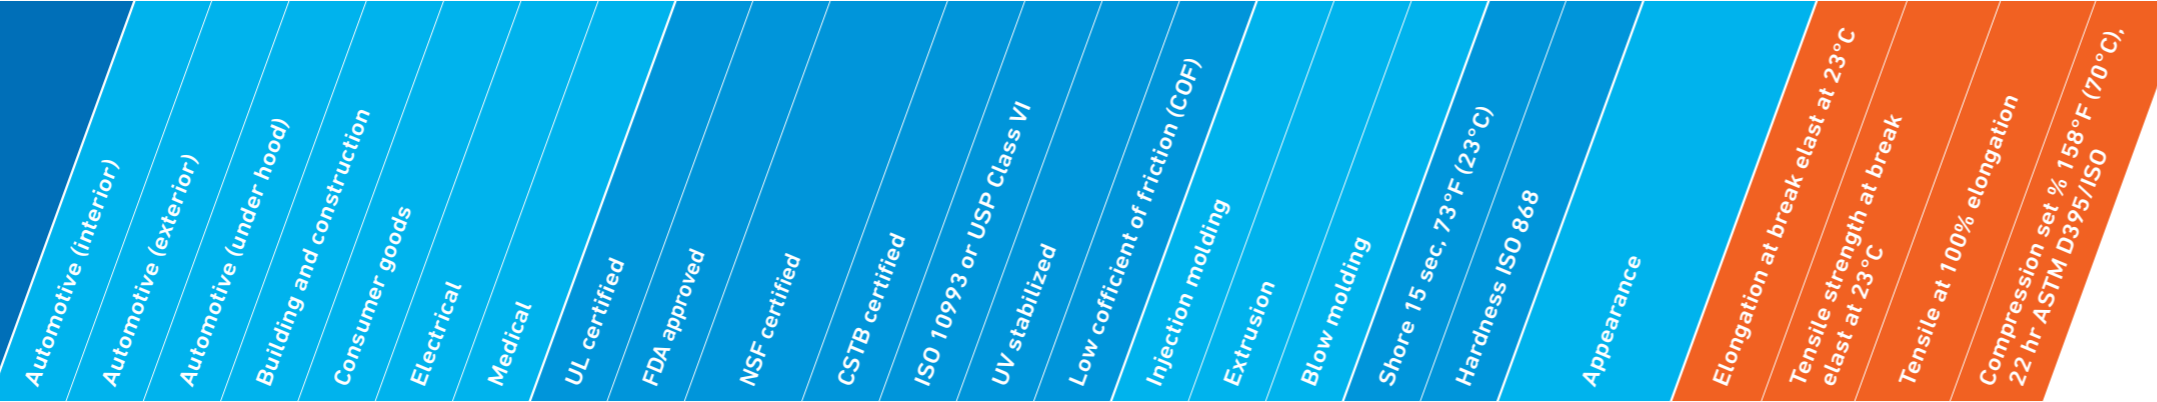 Automotive (interior)
Automotive (exterior)
Automotive (under hood)
Building and construction
Consumer goods
Electrical
Medical
UL certified
FDA approved
NSF certified
CSTB certified
ISO 10993 or USP Class VI
UV stabilized
Low cofficient of friction (COF)
Injection molding
Extrusion
Blow molding
Shore 15 sec, 73°F (23°C)
Hardness ISO 868
Appearance
Elongation at break elast at 23°C
Tensile strength at break
elast at 23°C
Tensile at 100% elongation
Compression set % 158°F (70°C),
22 hr ASTM D395/ISO